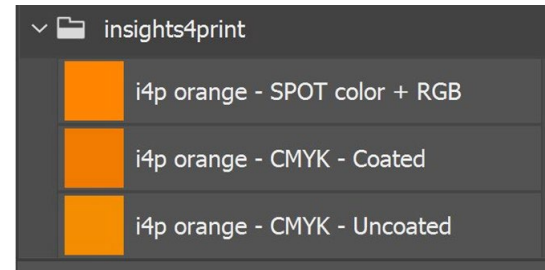 insights4print
i4p orange - SPOT color + RGB
i4p orange - CMYK - Coated
i4p orange - CMYK - Uncoated